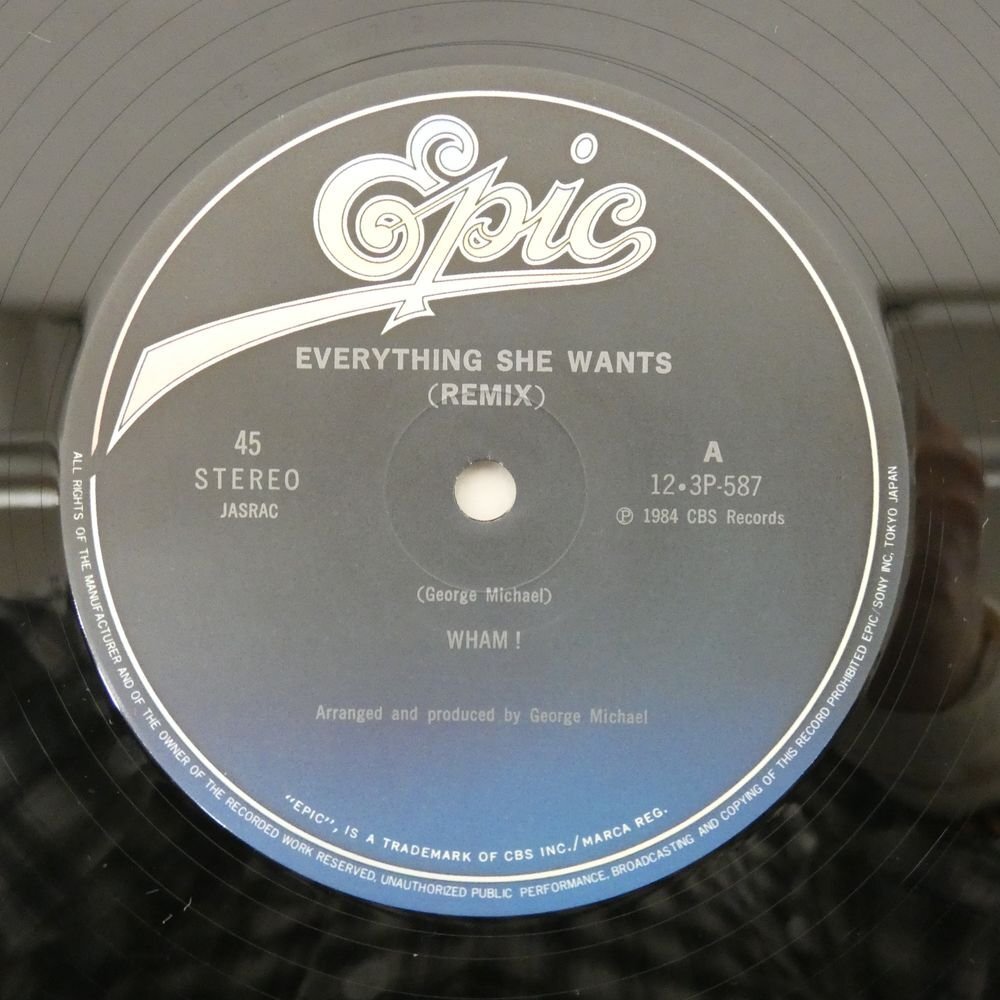 Epic
EVERYTHING SHE WANTS
(REMIX)
45
STEREO
JASRAC
A
12•3P-587
Ⓟ 1984 CBS Records
(George Michael)
WHAM!
Arranged and produced by George Michael
"EPIC", IS A TRADEMARK OF CBS INC./MARCA REG.
ALL RIGHTS OF THE MANUFACTURER AND OF THE OWNER OF THE RECORDED WORK RESERVED. UNAUTHORIZED PUBLIC PERFORMANCE, BROADCASTING AND COPYING OF THIS RECORD PROHIBITED EPIC/SONY INC. TOKYO JAPAN